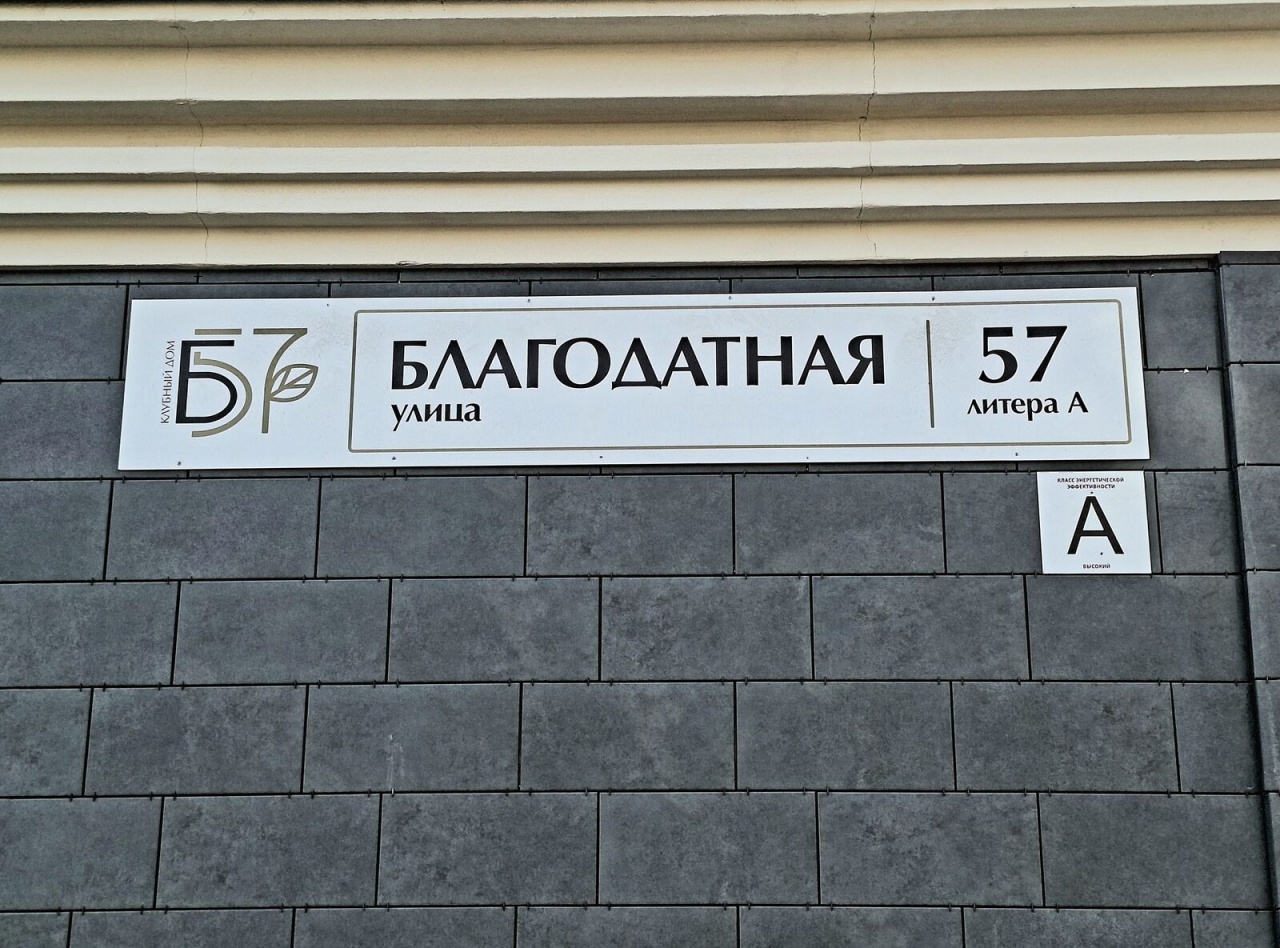 КЛУБНЫЙ ДОМ
Б57
БЛАГОДАТНАЯ
улица
57
литера А
КЛАСС ЭНЕРГЕТИЧЕСКОЙ
ЭФФЕКТИВНОСТИ
А
ВЫСОКИЙ